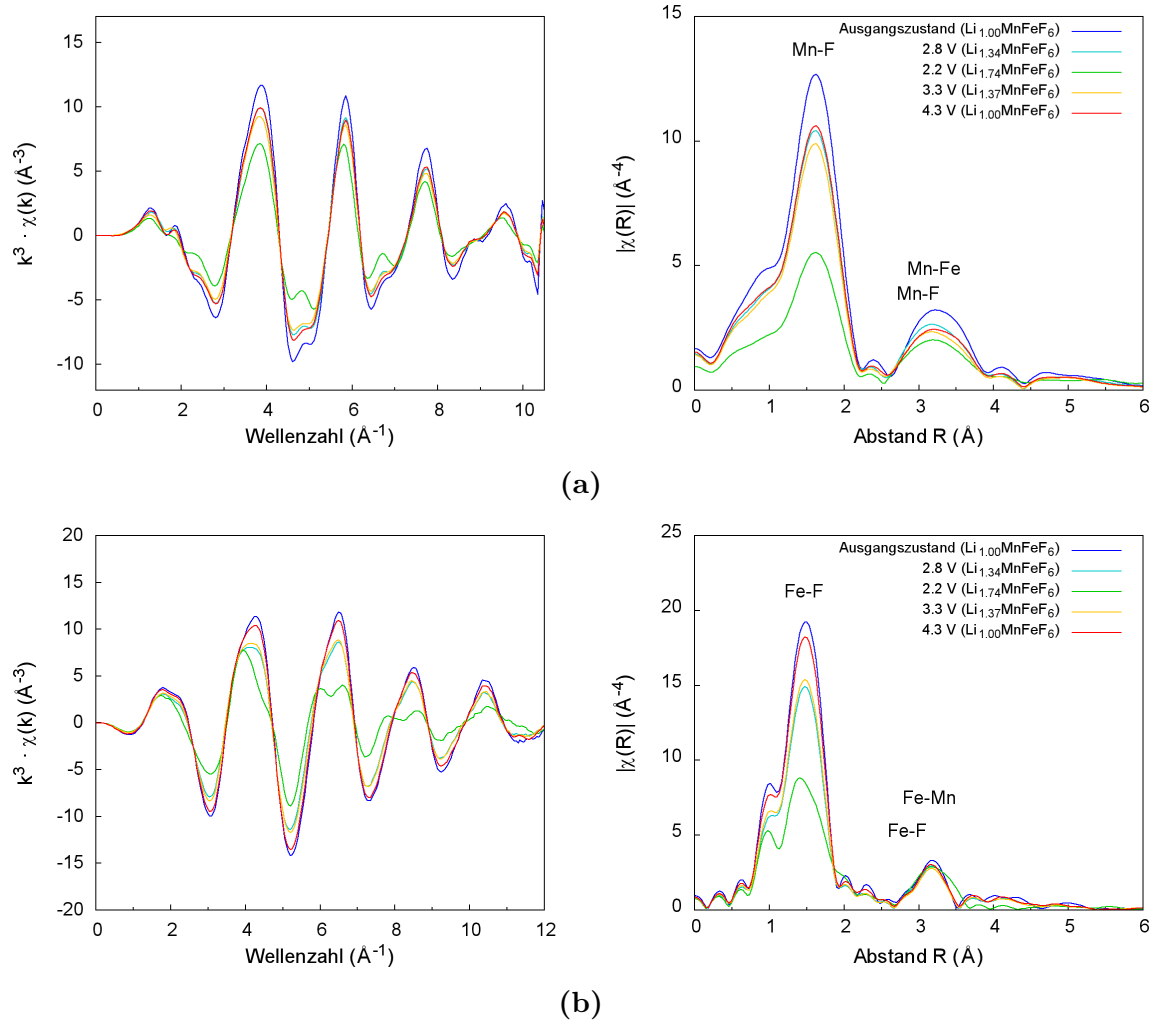 15
10
5
0
-5
-10
k³ · χ(k) (Å⁻³)
0
2
4
6
8
10
Wellenzahl (Å⁻¹)
15
10
5
0
|χ(R)| (Å⁻⁴)
Ausgangszustand (Li₁.₀₀MnFeF₆)
2.8 V (Li₁.₃₄MnFeF₆)
2.2 V (Li₁.₇₄MnFeF₆)
3.3 V (Li₁.₃₇MnFeF₆)
4.3 V (Li₁.₀₀MnFeF₆)
Mn-F
Mn-Fe
Mn-F
0
1
2
3
4
5
6
Abstand R (Å)
(a)
20
15
10
5
0
-5
-10
-15
-20
k³ · χ(k) (Å⁻³)
0
2
4
6
8
10
12
Wellenzahl (Å⁻¹)
25
20
15
10
5
0
|χ(R)| (Å⁻⁴)
Ausgangszustand (Li₁.₀₀MnFeF₆)
2.8 V (Li₁.₃₄MnFeF₆)
2.2 V (Li₁.₇₄MnFeF₆)
3.3 V (Li₁.₃₇MnFeF₆)
4.3 V (Li₁.₀₀MnFeF₆)
Fe-F
Fe-Mn
Fe-F
0
1
2
3
4
5
6
Abstand R (Å)
(b)